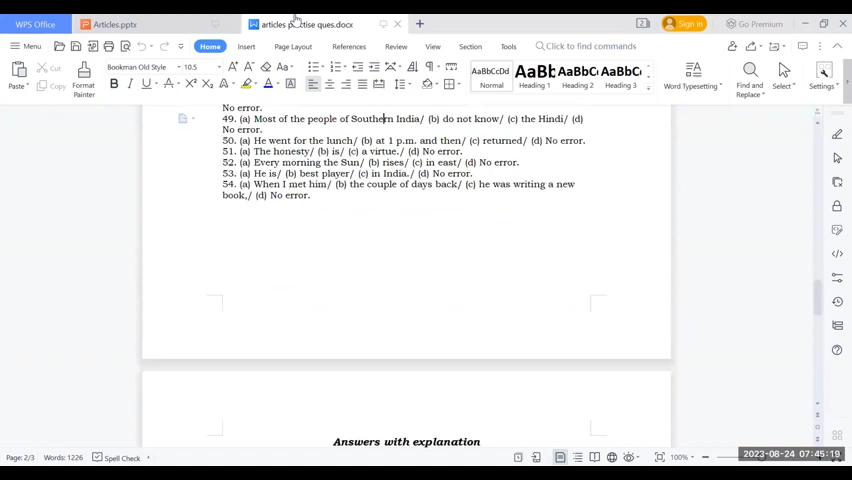 WPS Office
Articles.pptx
articles practise ques.docx
2
Sign in
Go Premium
Menu
Home
Insert
Page Layout
References
Review
View
Section
Tools
Click to find commands
Paste
Cut
Copy
Format
Painter
Bookman Old Style
10.5
AaBbCcDd
Normal
AaBb
Heading 1
AaBbC
Heading 2
AaBbC
Heading 3
Word Typesetting
Find and
Replace
Select
Settings
No error.
49. (a) Most of the people of Southern India/ (b) do not know/ (c) the Hindi/ (d)
No error.
50. (a) He went for the lunch/ (b) at 1 p.m. and then/ (c) returned/ (d) No error.
51. (a) The honesty/ (b) is/ (c) a virtue./ (d) No error.
52. (a) Every morning the Sun/ (b) rises/ (c) in east/ (d) No error.
53. (a) He is/ (b) best player/ (c) in India./ (d) No error.
54. (a) When I met him/ (b) the couple of days back/ (c) he was writing a new
book,/ (d) No error.
Answers with explanation
Page: 2/3
Words: 1226
Spell Check
100%
2023-08-24 07:45:19